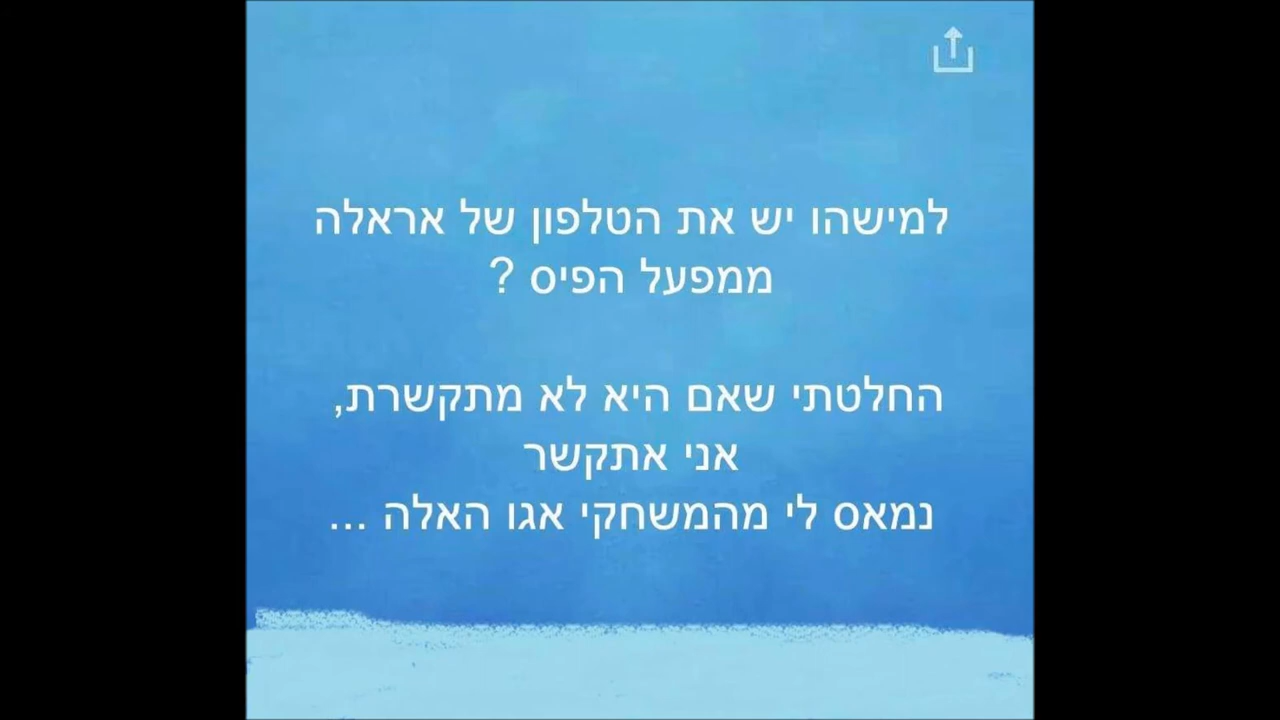 למישהו יש את הטלפון של אראלה
ממפעל הפיס ?
החלטתי שאם היא לא מתקשרת,
אני אתקשר
נמאס לי מהמשחקי אגו האלה ...